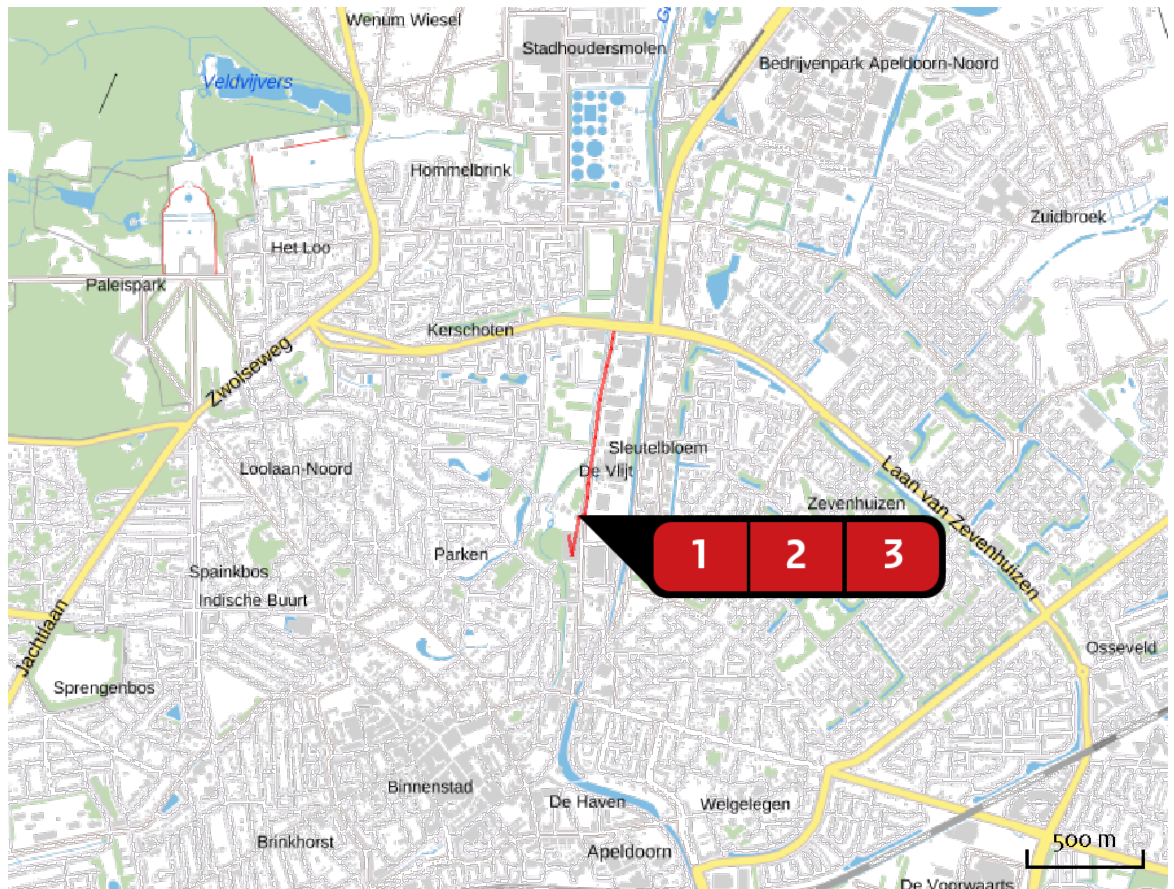 Wenum Wiesel
G
Stadhoudersmolen
Bedrijvenpark Apeldoorn-Noord
Veldvijvers
Hommelbrink
Zuidbroek
Het Loo
Paleispark
Kerschoten
Zwolseweg
Sleutelbloem
Loolaan-Noord
De Vlijt
Laan van Zevenhuizen
Zevenhuizen
1 2 3
Parken
Spainkbos
Indische Buurt
Jachtlaan
Osseveld
Sprengenbos
Binnenstad
De Haven
Welgelegen
Brinkhorst
Apeldoorn
500 m
De Voorwaarts